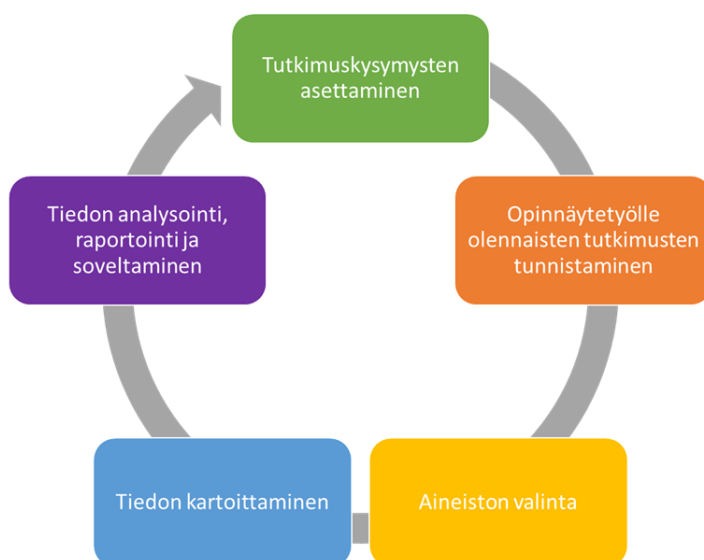 Tutkimuskysymysten
asettaminen
Opinnäytetyölle
olennaisten tutkimusten
tunnistaminen
Aineiston valinta
Tiedon kartoittaminen
Tiedon analysointi,
raportointi ja
soveltaminen